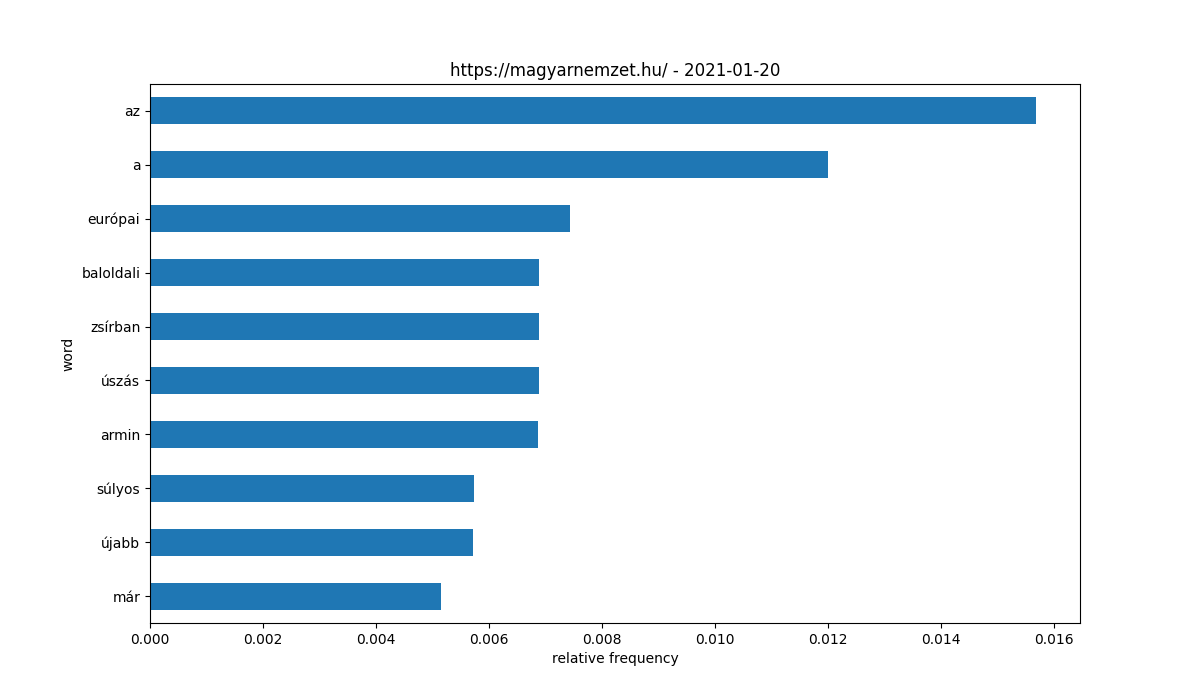 https://magyarnemzet.hu/ - 2021-01-20
az
a
európai
baloldali
zsírban
úszás
armin
súlyos
újabb
már
word
0.000 0.002 0.004 0.006 0.008 0.010 0.012 0.014 0.016
relative frequency